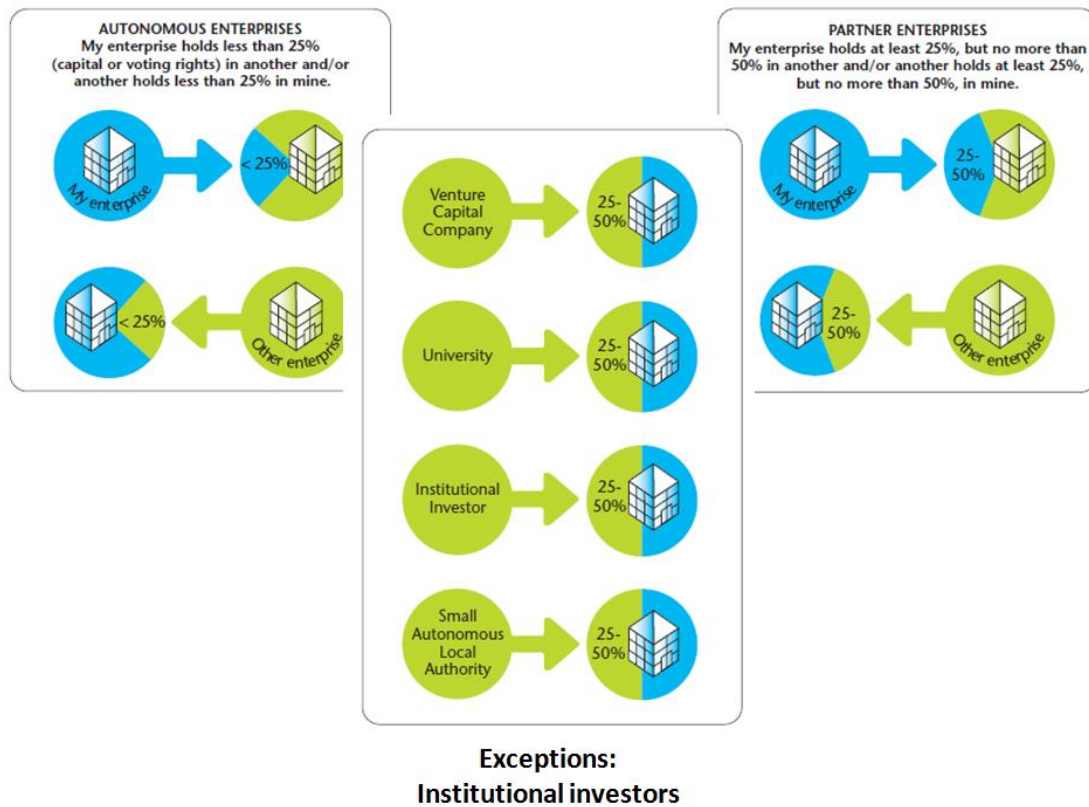 AUTONOMOUS ENTERPRISES
My enterprise holds less than 25%
(capital or voting rights) in another and/or
another holds less than 25% in mine.
My enterprise
< 25%
< 25%
Other enterprise
Venture
Capital
Company
25-
50%
University
25-
50%
Institutional
Investor
25-
50%
Small
Autonomous
Local
Authority
25-
50%
PARTNER ENTERPRISES
My enterprise holds at least 25%, but no more than
50% in another and/or another holds at least 25%,
but no more than 50%, in mine.
My enterprise
25-
50%
25-
50%
Other enterprise
Exceptions:
Institutional investors